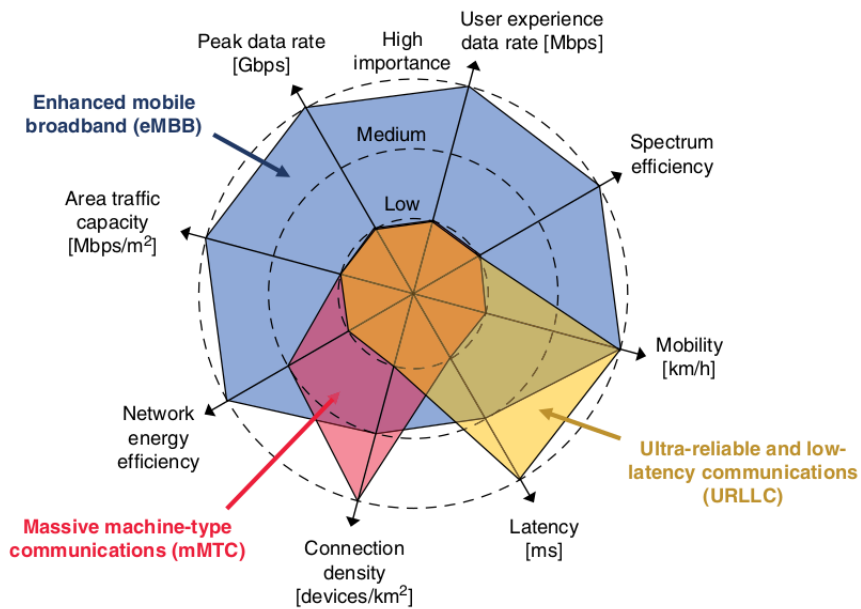 Peak data rate
[Gbps]
High
importance
User experience
data rate [Mbps]
Enhanced mobile
broadband (eMBB)
Medium
Spectrum
efficiency
Low
Area traffic
capacity
[Mbps/m²]
Mobility
[km/h]
Network
energy
efficiency
Ultra-reliable and low-
latency communications
(URLLC)
Massive machine-type
communications (mMTC)
Latency
[ms]
Connection
density
[devices/km²]